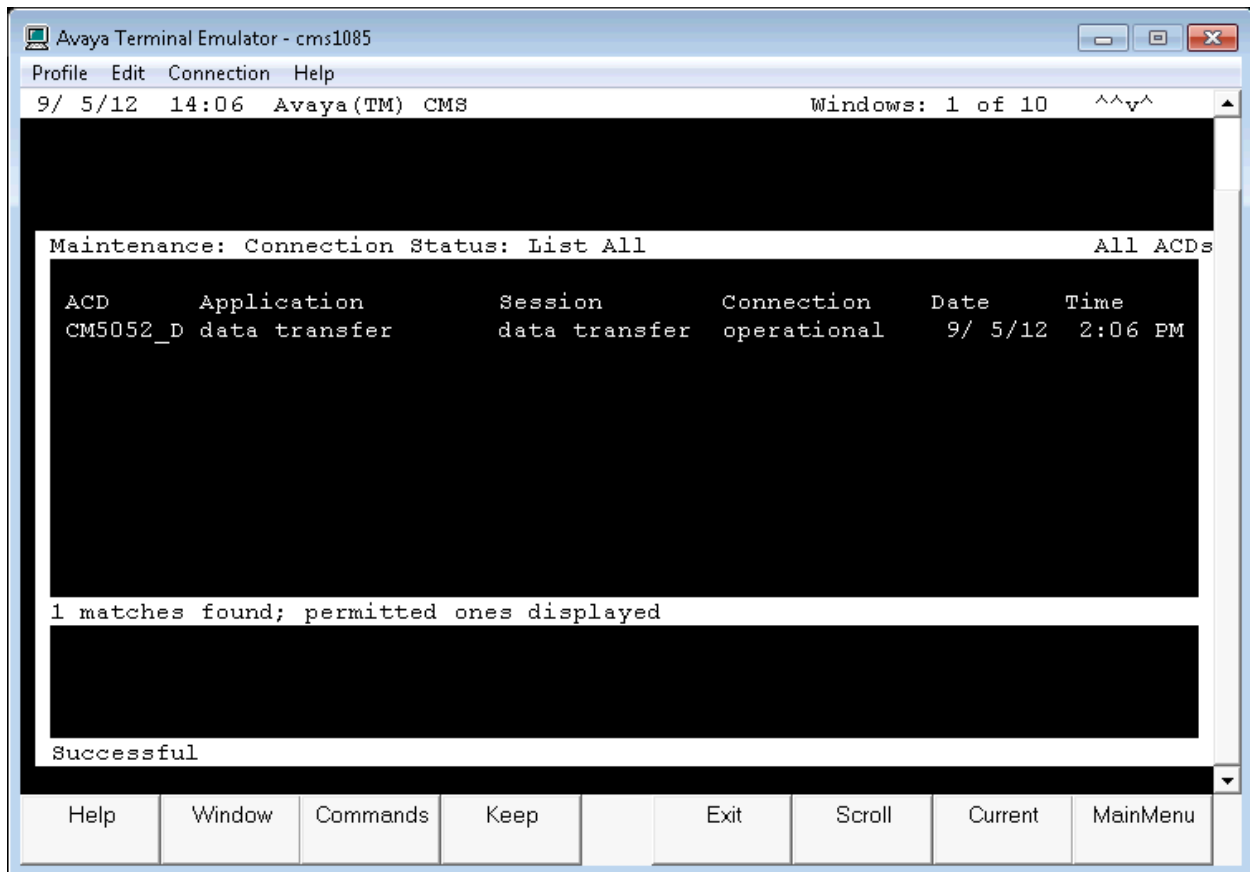 Avaya Terminal Emulator - cms1085
Profile Edit Connection Help
9/ 5/12 14:06 Avaya(TM) CMS Windows: 1 of 10 ^^v^
Maintenance: Connection Status: List All All ACDs
ACD Application Session Connection Date Time
CM5052_D data transfer data transfer operational 9/ 5/12 2:06 PM
1 matches found; permitted ones displayed
Successful
Help Window Commands Keep Exit Scroll Current MainMenu